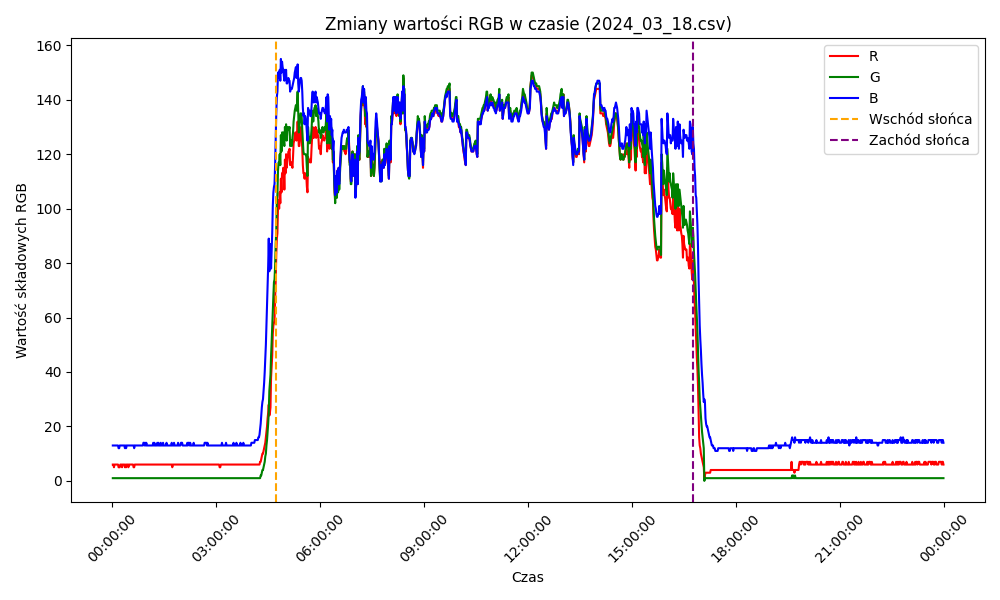 Zmiany wartości RGB w czasie (2024_03_18.csv)
160
140
120
100
80
60
40
20
0
Wartość składowych RGB
R
G
B
Wschód słońca
Zachód słońca
00:00:00
03:00:00
06:00:00
09:00:00
12:00:00
15:00:00
18:00:00
21:00:00
00:00:00
Czas